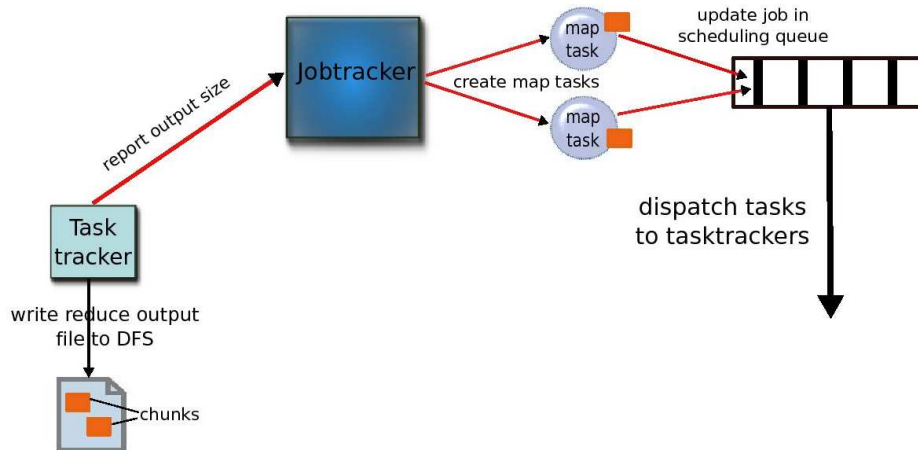 map
task
update job in
scheduling queue
Jobtracker
create map tasks
map
task
report output size
dispatch tasks
to tasktrackers
Task
tracker
write reduce output
file to DFS
chunks